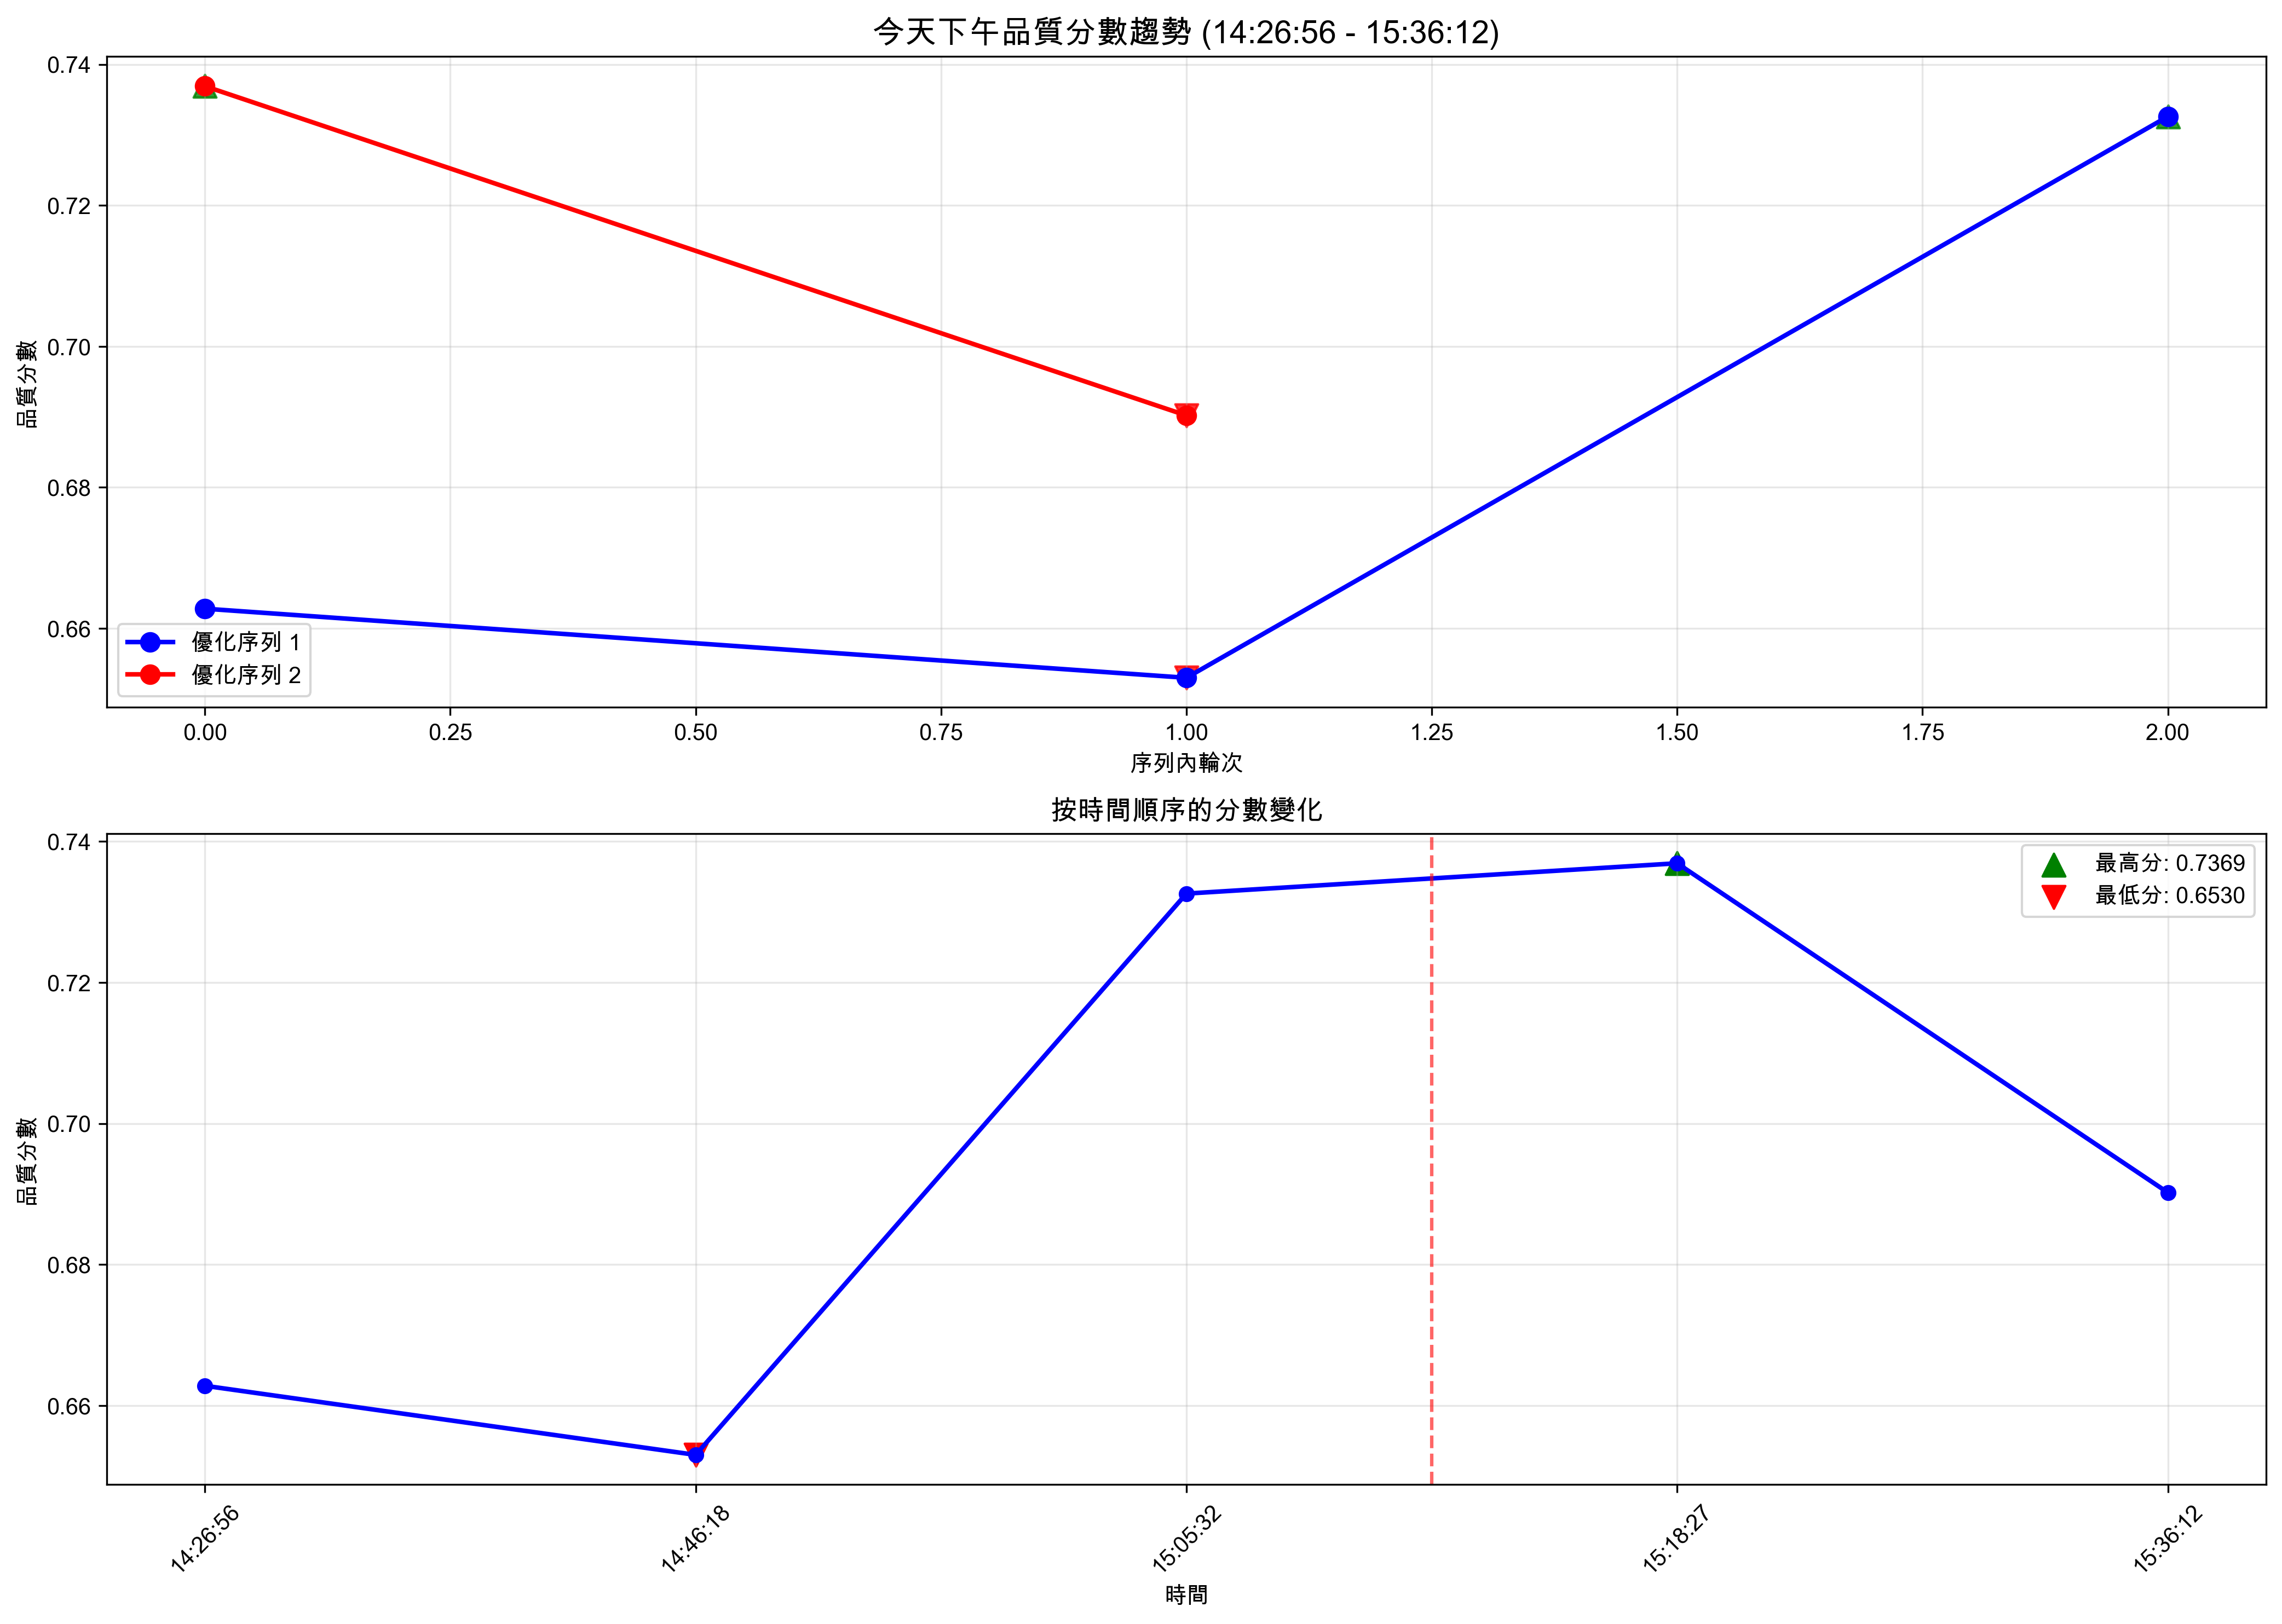 今天下午品質分數趨勢 (14:26:56 - 15:36:12)
0.74
0.72
0.70
0.68
0.66
品質分數
優化序列 1
優化序列 2
0.00 0.25 0.50 0.75 1.00 1.25 1.50 1.75 2.00
序列內輪次
按時間順序的分數變化
0.74
0.72
0.70
0.68
0.66
品質分數
最高分: 0.7369
最低分: 0.6530
14:26:56 14:46:18 15:05:32 15:18:27 15:36:12
時間